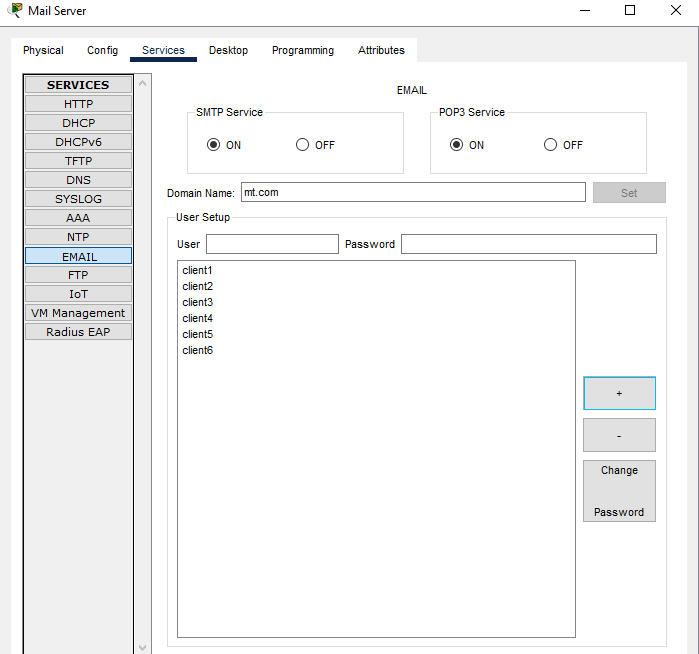 Mail Server
Physical Config Services Desktop Programming Attributes
SERVICES
HTTP
DHCP
DHCPv6
TFTP
DNS
SYSLOG
AAA
NTP
EMAIL
FTP
IoT
VM Management
Radius EAP
EMAIL
SMTP Service
ON OFF
POP3 Service
ON OFF
Domain Name: mt.com Set
User Setup
User Password
client1
client2
client3
client4
client5
client6
+
-
Change
Password